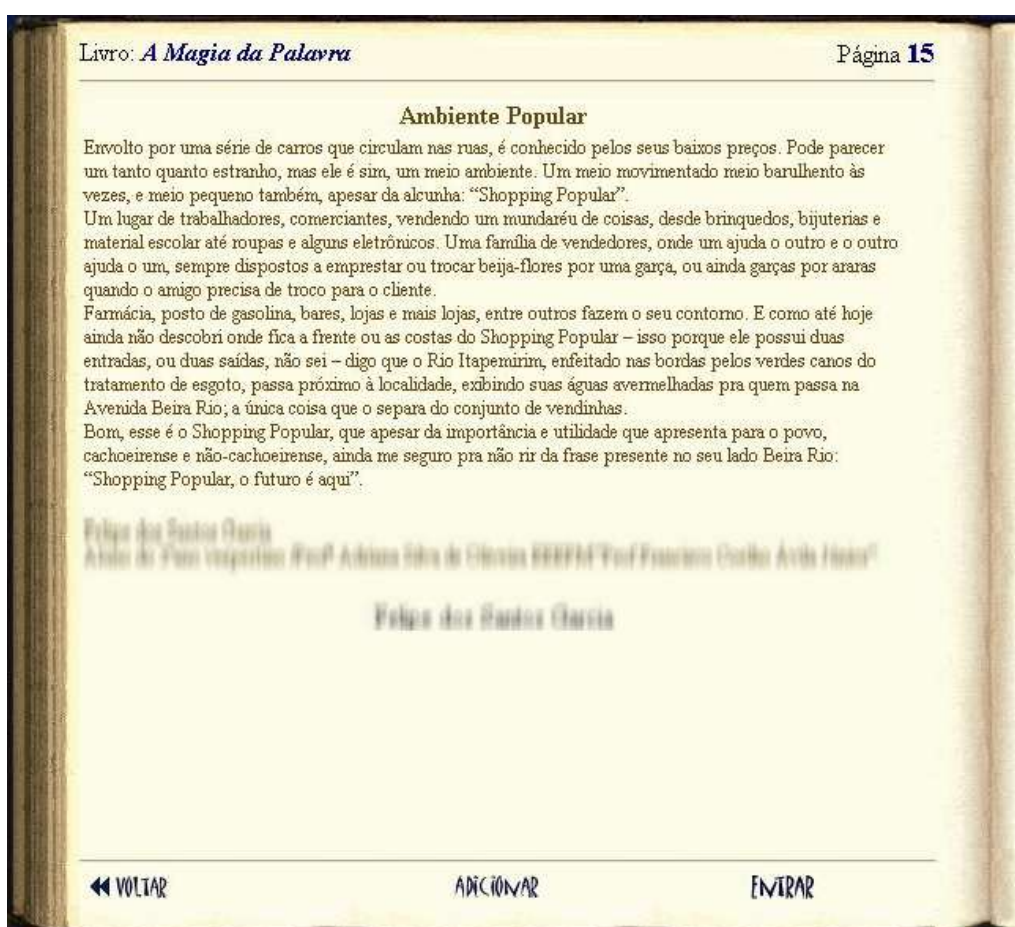 Livro: A Magia da Palavra
Página 15
Ambiente Popular
Envolto por uma série de carros que circulam nas ruas, é conhecido pelos seus baixos preços. Pode parecer
um tanto quanto estranho, mas ele é sim, um meio ambiente. Um meio movimentado meio barulhento às
vezes, e meio pequeno também, apesar da alcunha: “Shopping Popular”.
Um lugar de trabalhadores, comerciantes, vendendo um mundaréu de coisas, desde brinquedos, bijuterias e
material escolar até roupas e alguns eletrônicos. Uma família de vendedores, onde um ajuda o outro e o outro
ajuda o um, sempre dispostos a emprestar ou trocar beija-flores por uma garça, ou ainda garças por araras
quando o amigo precisa de troco para o cliente.
Farmácia, posto de gasolina, bares, lojas e mais lojas, entre outros fazem o seu contorno. E como até hoje
ainda não descobri onde fica a frente ou as costas do Shopping Popular – isso porque ele possui duas
entradas, ou duas saídas, não sei – digo que o Rio Itapemirim, enfeitado nas bordas pelos verdes canos do
tratamento de esgoto, passa próximo à localidade, exibindo suas águas avermelhadas pra quem passa na
Avenida Beira Rio; a única coisa que o separa do conjunto de vendinhas.
Bom, esse é o Shopping Popular, que apesar da importância e utilidade que apresenta para o povo,
cachoeirense e não-cachoeirense, ainda me seguro pra não rir da frase presente no seu lado Beira Rio:
“Shopping Popular, o futuro é aqui”.
VOLTAR
ADICIONAR
ENTRAR